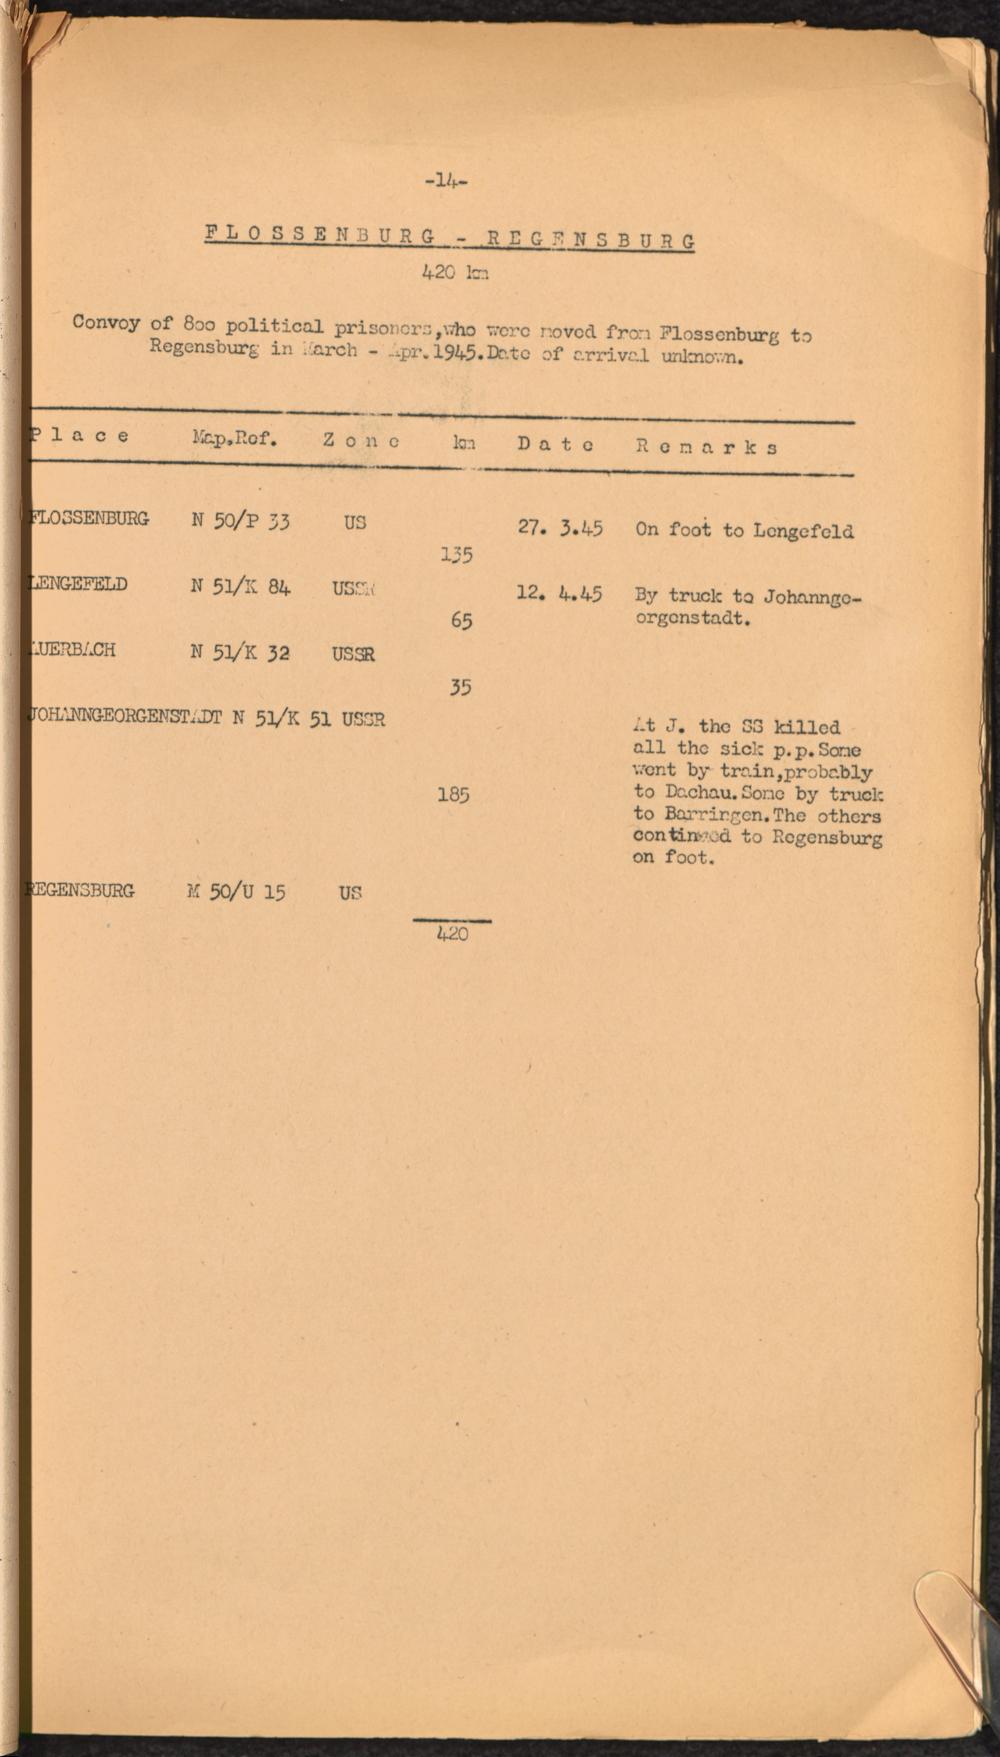 -14-
FLOSSENBURG - REGENSBURG
420 km
Convoy of 8oo political prisoners,who were moved from Flossenburg to
Regensburg in March - Apr.1945.Date of arrival unknown.
Place Map.Ref. Zone km Date Remarks
FLOSSENBURG N 50/P 33 US 27. 3.45 On foot to Lengefeld
135
LENGEFELD N 51/K 84 USSR 12. 4.45 By truck to Johannge-
orgenstadt.
65
AUERBACH N 51/K 32 USSR
35
JOHANNGEORGENSTADT N 51/K 51 USSR At J. the SS killed
all the sick p.p.Some
went by train,probably
185 to Dachau.Some by truck
to Barringen.The others
continued to Regensburg
on foot.
REGENSBURG M 50/U 15 US
420